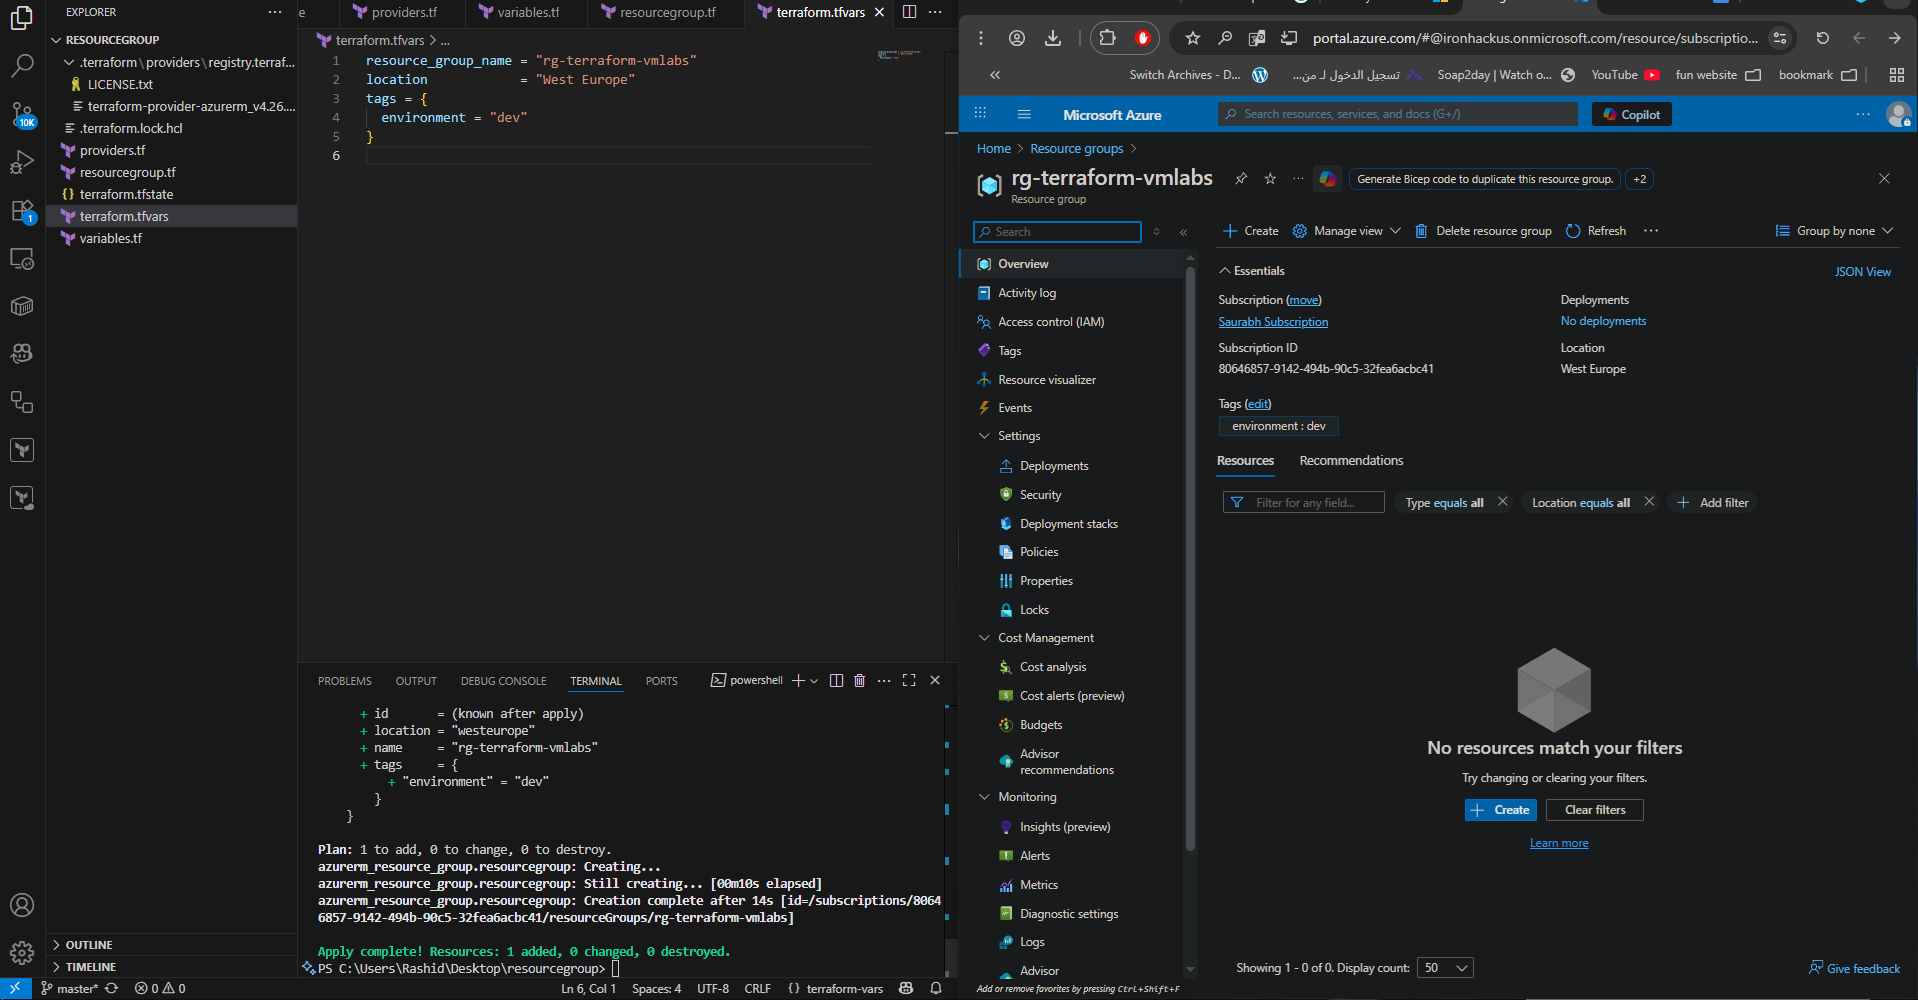 EXPLORER
RESOURCEGROUP
.terraform\providers\registry.terraf...
LICENSE.txt
terraform-provider-azurerm_v4.26....
.terraform.lock.hcl
providers.tf
resourcegroup.tf
terraform.tfstate
terraform.tfvars
variables.tf
10K
1
OUTLINE
TIMELINE
e
providers.tf
variables.tf
resourcegroup.tf
terraform.tfvars
terraform.tfvars > ...
1 resource_group_name = "rg-terraform-vmlabs"
2 location            = "West Europe"
3 tags = {
4   environment = "dev"
5 }
6
PROBLEMS OUTPUT DEBUG CONSOLE TERMINAL PORTS
powershell
+ id       = (known after apply)
+ location = "westeurope"
+ name     = "rg-terraform-vmlabs"
+ tags     = {
+ "environment" = "dev"
}
}
Plan: 1 to add, 0 to change, 0 to destroy.
azurerm_resource_group.resourcegroup: Creating...
azurerm_resource_group.resourcegroup: Still creating... [00m10s elapsed]
azurerm_resource_group.resourcegroup: Creation complete after 14s [id=/subscriptions/8064
6857-9142-494b-90c5-32fea6acbc41/resourceGroups/rg-terraform-vmlabs]
Apply complete! Resources: 1 added, 0 changed, 0 destroyed.
PS C:\Users\Rashid\Desktop\resourcegroup>
master* 0 0 Ln 6, Col 1 Spaces: 4 UTF-8 CRLF {} terraform-vars
portal.azure.com/#@ironhackus.onmicrosoft.com/resource/subscriptio...
Switch Archives - D...
تسجيل الدخول لـ من...
Soap2day | Watch o...
YouTube
fun website
bookmark
Microsoft Azure
Search resources, services, and docs (G+/)
Copilot
Home > Resource groups >
rg-terraform-vmlabs
Resource group
Generate Bicep code to duplicate this resource group.
+2
Search
Overview
Activity log
Access control (IAM)
Tags
Resource visualizer
Events
Settings
Deployments
Security
Deployment stacks
Policies
Properties
Locks
Cost Management
Cost analysis
Cost alerts (preview)
Budgets
Advisor
recommendations
Monitoring
Insights (preview)
Alerts
Metrics
Diagnostic settings
Logs
Advisor
Add or remove favorites by pressing Ctrl+Shift+F
Create
Manage view
Delete resource group
Refresh
Group by none
Essentials
JSON View
Subscription (move)
Saurabh Subscription
Subscription ID
80646857-9142-494b-90c5-32fea6acbc41
Deployments
No deployments
Location
West Europe
Tags (edit)
environment : dev
Resources
Recommendations
Filter for any field...
Type equals all
Location equals all
Add filter
No resources match your filters
Try changing or clearing your filters.
Create
Clear filters
Learn more
Showing 1 - 0 of 0. Display count: 50
Give feedback